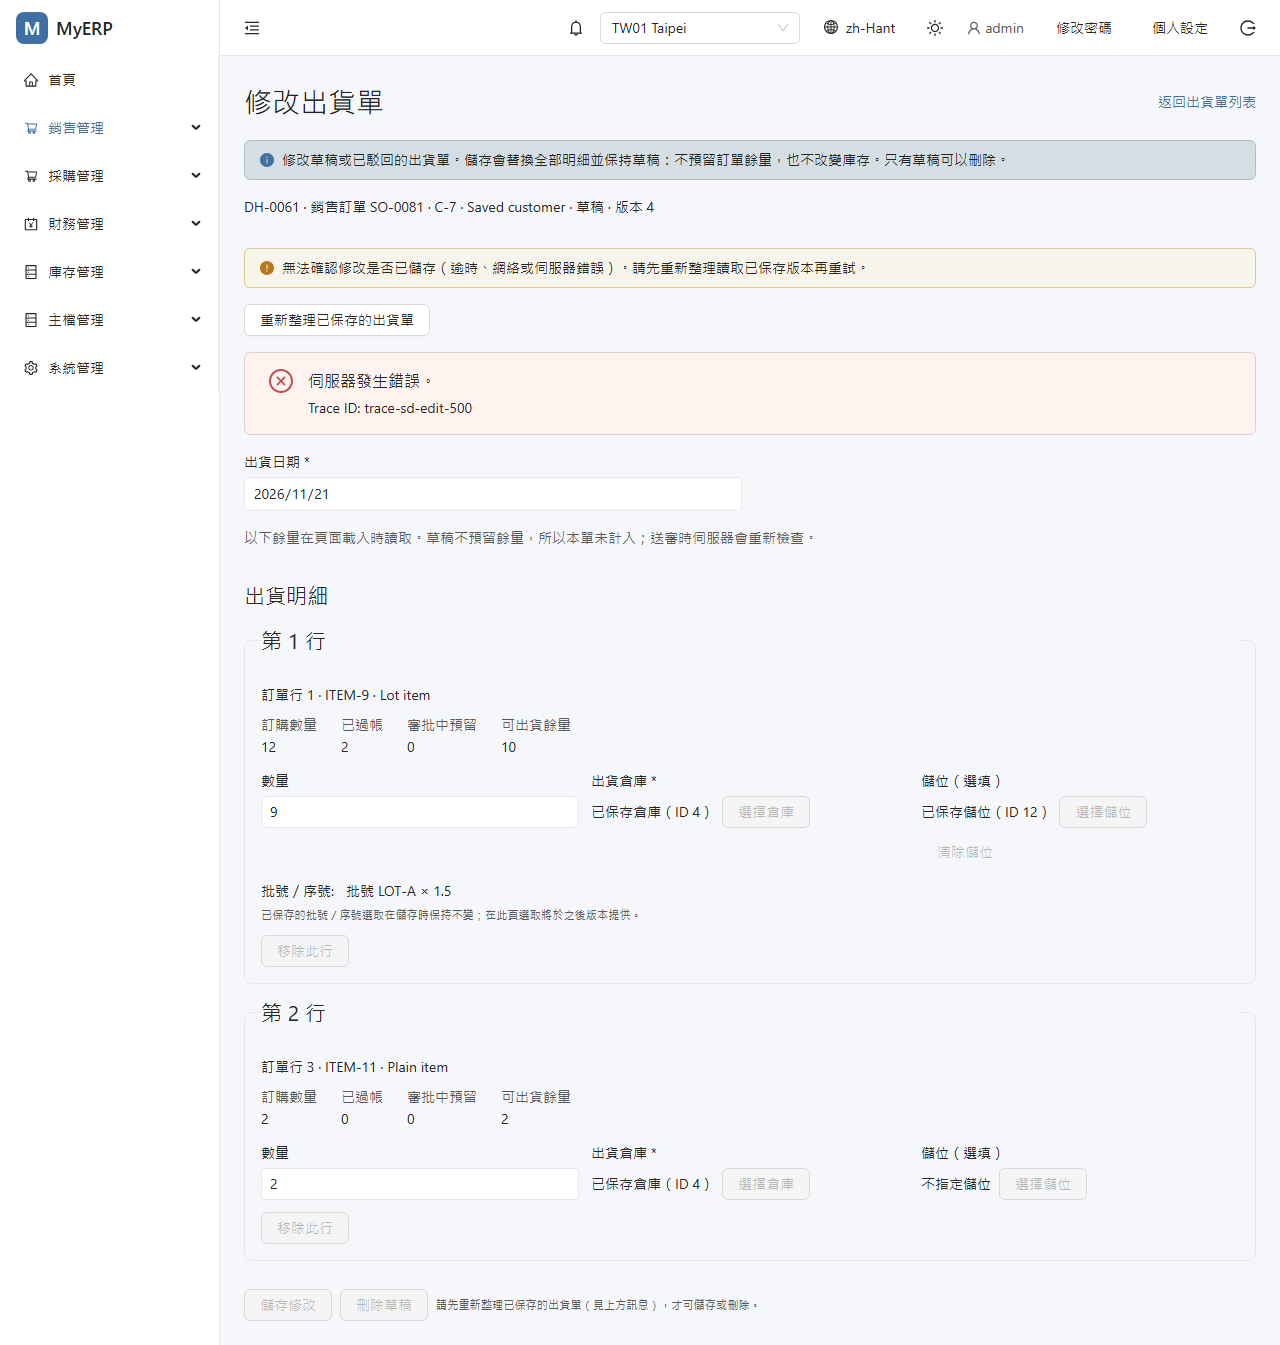 M MyERP
TW01 Taipei
zh-Hant
admin
修改密碼
個人設定
首頁
銷售管理
採購管理
財務管理
庫存管理
主檔管理
系統管理
修改出貨單
返回出貨單列表
修改草稿或已駁回的出貨單。儲存會替換全部明細並保持草稿：不預留訂單餘量，也不改變庫存。只有草稿可以刪除。
DH-0061 · 銷售訂單 SO-0081 · C-7 · Saved customer · 草稿 · 版本 4
無法確認修改是否已儲存（逾時、網絡或伺服器錯誤）。請先重新整理讀取已保存版本再重試。
重新整理已保存的出貨單
伺服器發生錯誤。
Trace ID: trace-sd-edit-500
出貨日期 *
2026/11/21
以下餘量在頁面載入時讀取。草稿不預留餘量，所以本單未計入；送審時伺服器會重新檢查。
出貨明細
第 1 行
訂單行 1 · ITEM-9 · Lot item
訂購數量 已過帳 審批中預留 可出貨餘量
12 2 0 10
數量 出貨倉庫 * 儲位（選填）
9 已保存倉庫（ID 4） 選擇倉庫 已保存儲位（ID 12） 選擇儲位
清除儲位
批號 / 序號: 批號 LOT-A × 1.5
已保存的批號 / 序號選取在儲存時保持不變；在此頁選取將於之後版本提供。
移除此行
第 2 行
訂單行 3 · ITEM-11 · Plain item
訂購數量 已過帳 審批中預留 可出貨餘量
2 0 0 2
數量 出貨倉庫 * 儲位（選填）
2 已保存倉庫（ID 4） 選擇倉庫 不指定儲位 選擇儲位
移除此行
儲存修改 刪除草稿 請先重新整理已保存的出貨單（見上方訊息），才可儲存或刪除。